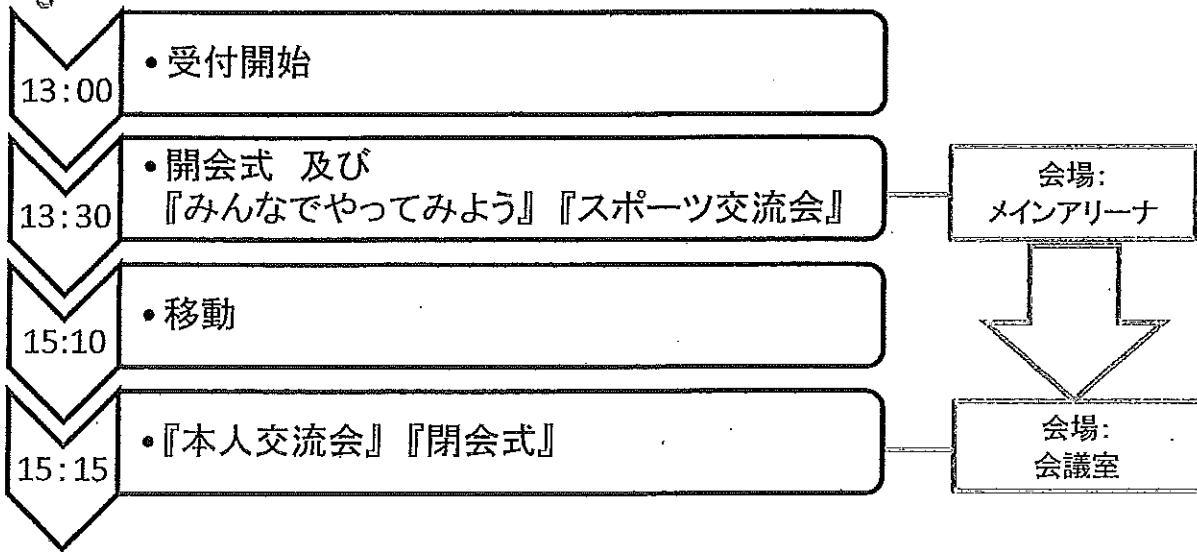 13:00
・受付開始
13:30
・開会式 及び
『みんなでやってみよう』『スポーツ交流会』
会場:
メインアリーナ
15:10
・移動
15:15
・『本人交流会』『閉会式』
会場:
会議室